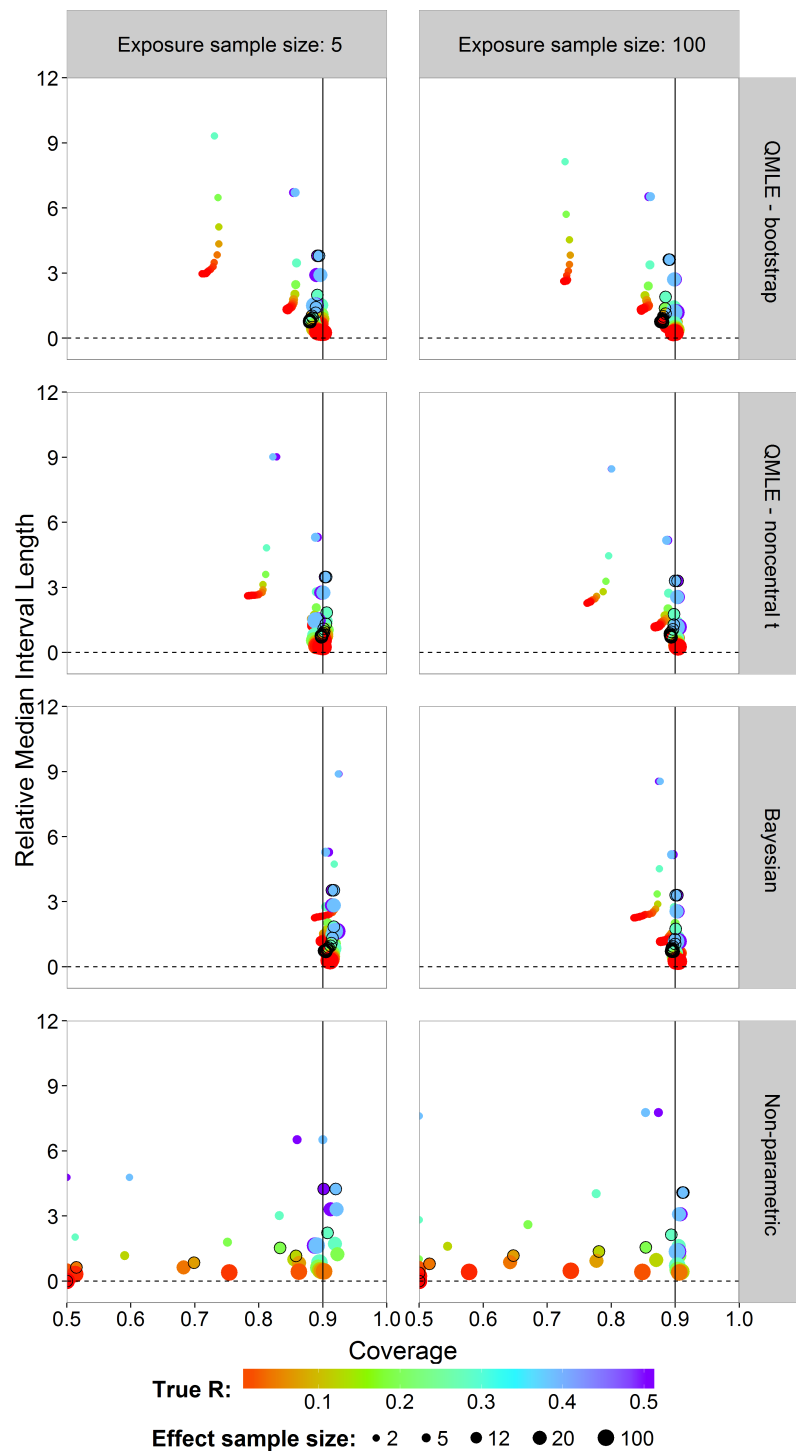 Exposure sample size: 5
Exposure sample size: 100
Relative Median Interval Length
12
9
6
3
0
QMLE - bootstrap
12
9
6
3
0
QMLE - noncentral t
12
9
6
3
0
Bayesian
12
9
6
3
0
Non-parametric
0.5 0.6 0.7 0.8 0.9 1.0 0.5 0.6 0.7 0.8 0.9 1.0
Coverage
True R:
0.1 0.2 0.3 0.4 0.5
Effect sample size: 2 5 12 20 100